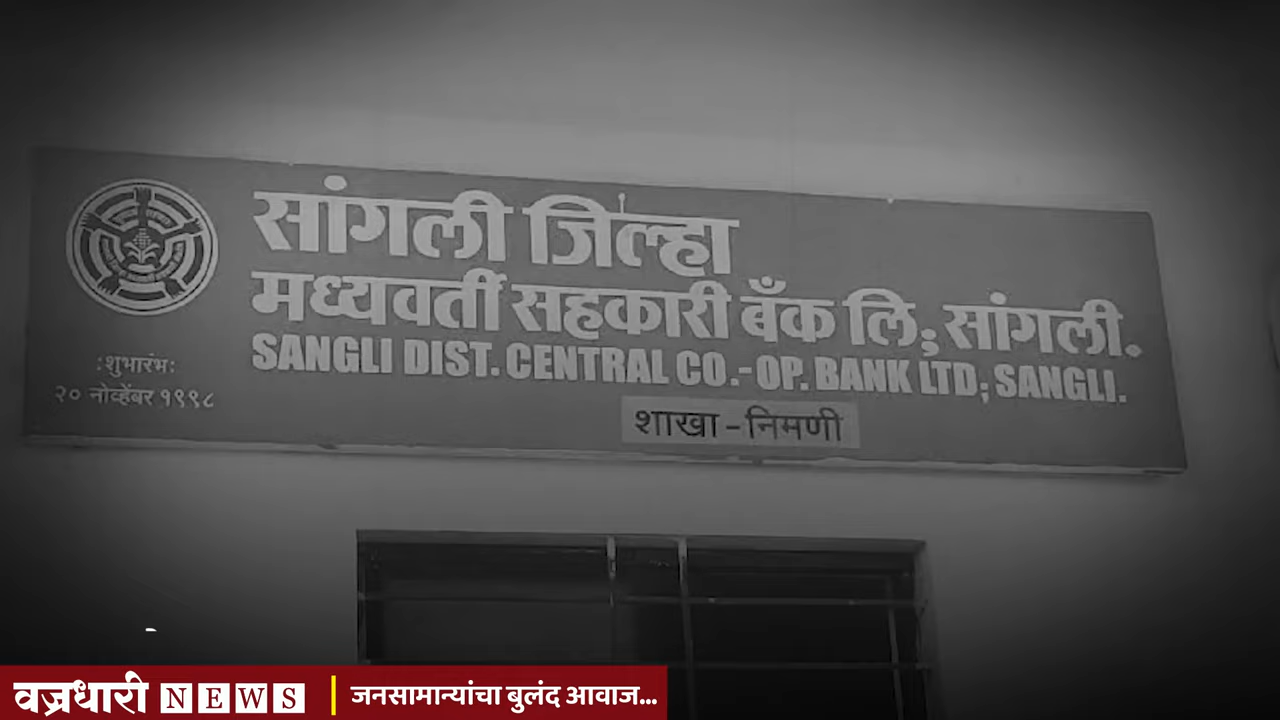 सांगली जिल्हा
मध्यवर्ती सहकारी बँक लि; सांगली.
SANGLI DIST. CENTRAL CO.-OP. BANK LTD; SANGLI.
:शुभारंभ:
२० नोव्हेंबर १९९८
शाखा - निमणी
वज्रधारी NEWS
जनसामान्यांचा बुलंद आवाज...